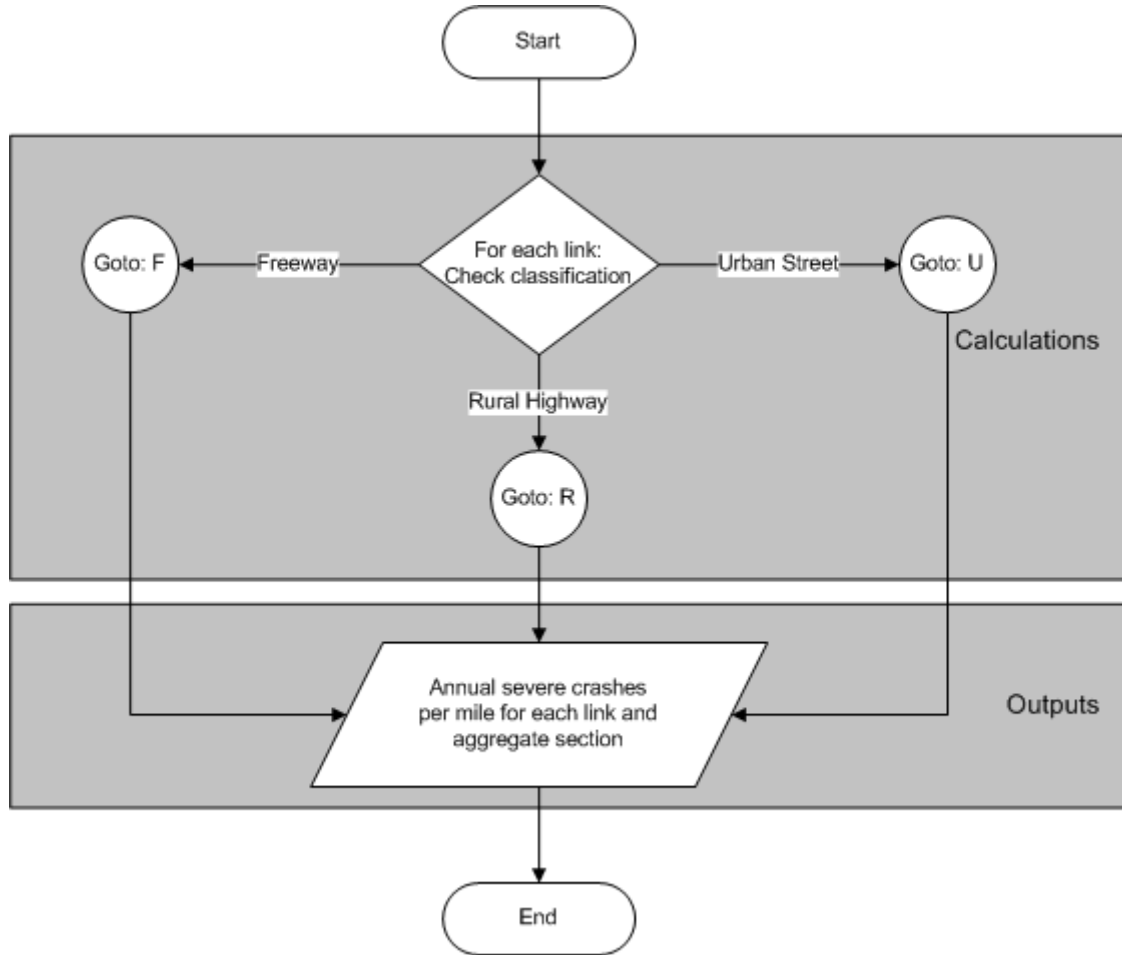 Start
For each link:
Check classification
Goto: F
Freeway
Urban Street
Goto: U
Calculations
Rural Highway
Goto: R
Annual severe crashes
per mile for each link and
aggregate section
Outputs
End